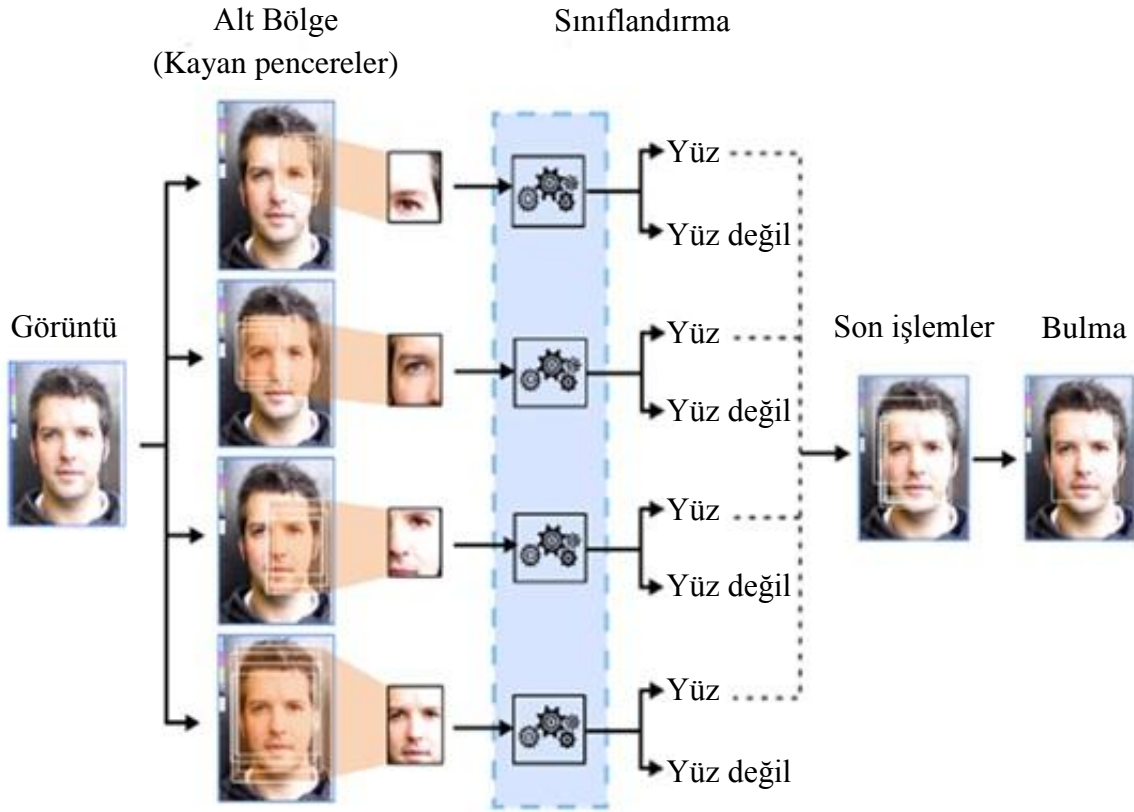 Alt Bölge
(Kayan pencereler)
Sınıflandırma
Yüz
Yüz değil
Görüntü
Yüz
Yüz değil
Son işlemler
Bulma
Yüz
Yüz değil
Yüz
Yüz değil